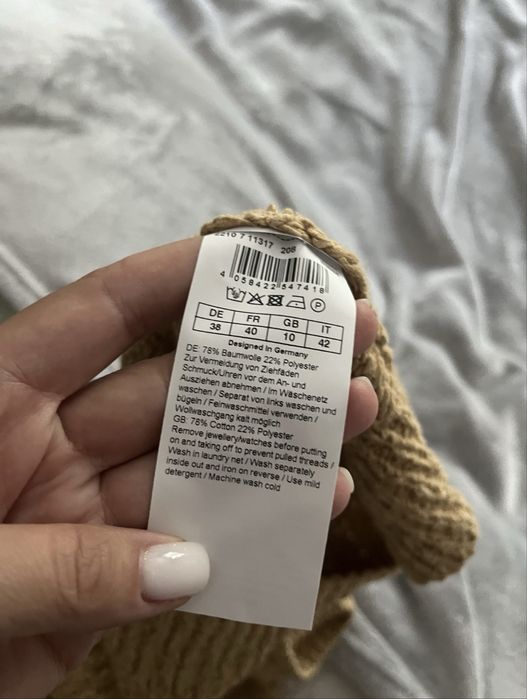 2210 7 11317 208
4 058422 547418
DE FR GB IT
38 40 10 42
Designed in Germany
DE: 78% Baumwolle 22% Polyester
Zur Vermeidung von Ziehfäden
Schmuck/Uhren vor dem An- und
Ausziehen abnehmen / im Wäschenetz
waschen / Separat von links waschen und
bügeln / Feinwaschmittel verwenden /
Wollwaschgang kalt möglich
GB: 78% Cotton 22% Polyester
Remove jewellery/watches before putting
on and taking off to prevent pulled threads /
Wash in laundry net / Wash separately
inside out and iron on reverse / Use mild
detergent / Machine wash cold